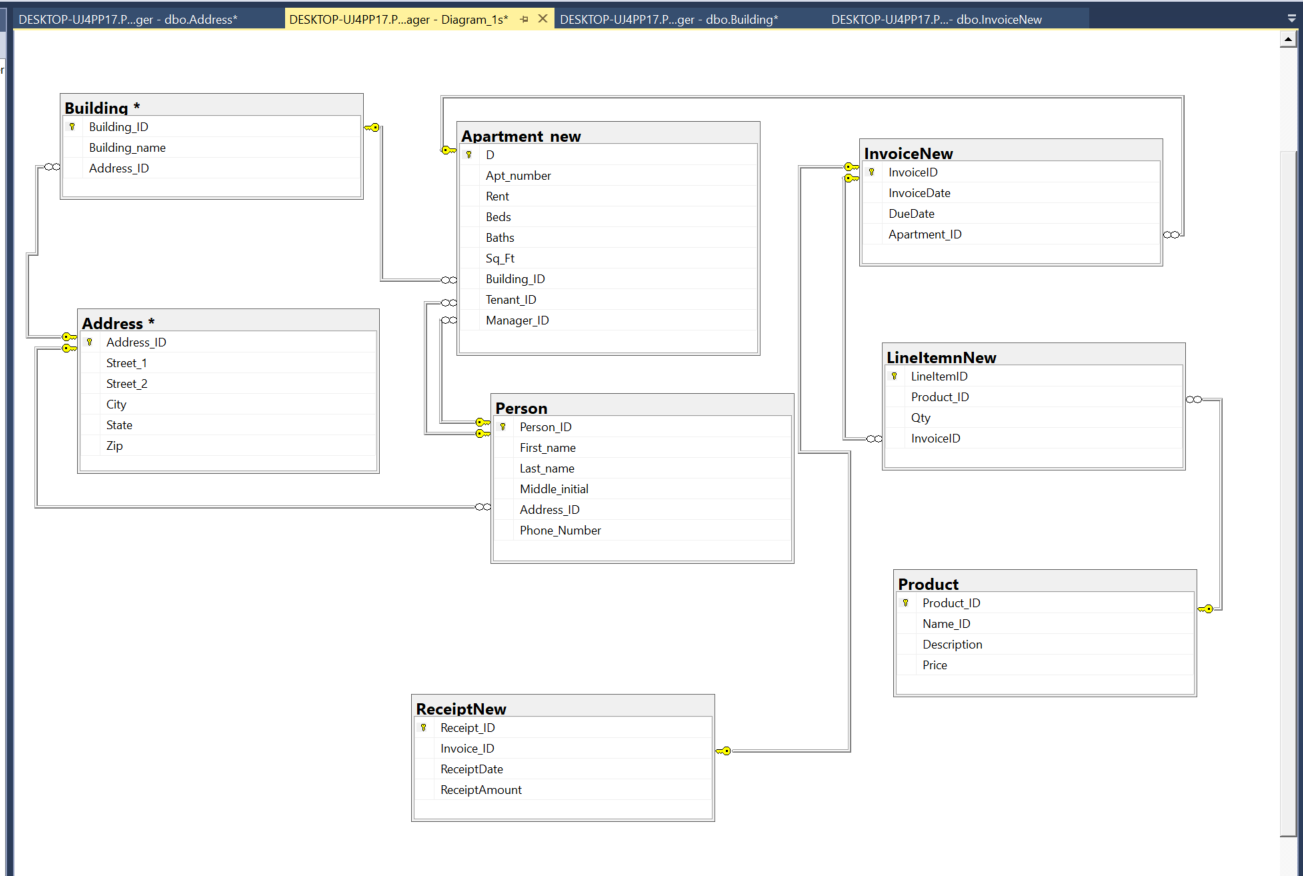 DESKTOP-UJ4PP17.P...ger - dbo.Address*
DESKTOP-UJ4PP17.P...ager - Diagram_1s*
DESKTOP-UJ4PP17.P...ger - dbo.Building*
DESKTOP-UJ4PP17.P...- dbo.InvoiceNew
Building *
Building_ID
Building_name
Address_ID
Apartment_new
D
Apt_number
Rent
Beds
Baths
Sq_Ft
Building_ID
Tenant_ID
Manager_ID
InvoiceNew
InvoiceID
InvoiceDate
DueDate
Apartment_ID
Address *
Address_ID
Street_1
Street_2
City
State
Zip
LineItemnNew
LineItemID
Product_ID
Qty
InvoiceID
Person
Person_ID
First_name
Last_name
Middle_initial
Address_ID
Phone_Number
Product
Product_ID
Name_ID
Description
Price
ReceiptNew
Receipt_ID
Invoice_ID
ReceiptDate
ReceiptAmount